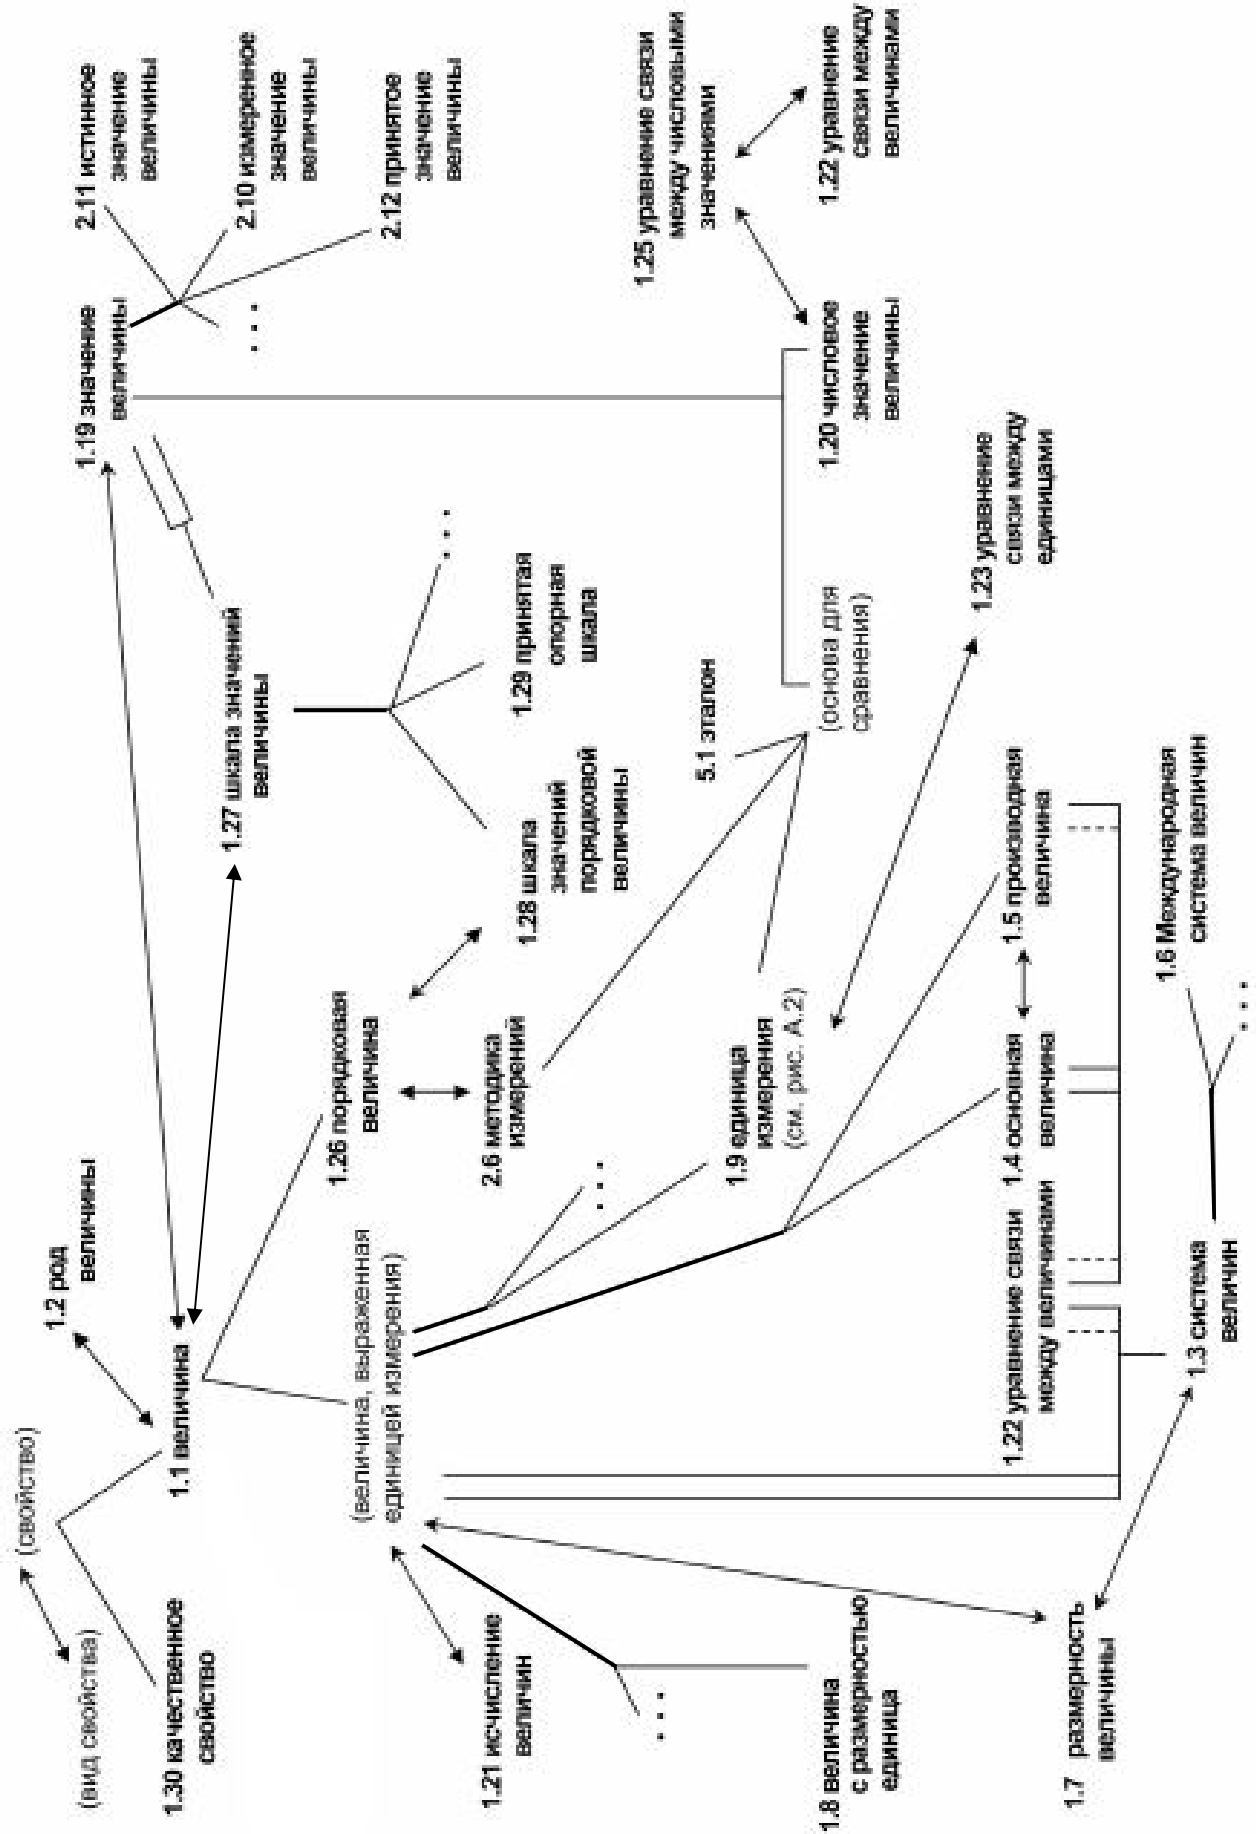 (свойство)
(вид свойства)
1.30 качественное
свойство
1.1 величина
1.2 род
величины
1.19 значение
величины
2.11 истинное
значение
величины
2.10 измеренное
значение
величины
2.12 принятое
значение
величины
. . .
1.27 шкала значений
величины
. . .
1.29 принятая
опорная
шкала
1.28 шкала
значений
порядковой
величины
1.26 порядковая
величина
2.6 методика
измерений
(величина, выраженная
единицей измерения)
. . .
1.21 исчисление
величин
. . .
1.8 величина
с размерностью
единица
1.7 размерность
величины
1.9 единица
измерения
(см. рис. А.2)
5.1 эталон
(основа для
сравнения)
1.20 числовое
значение
величины
1.25 уравнение связи
между числовыми
значениями
1.22 уравнение
связи между
величинами
1.23 уравнение
связи между
единицами
1.22 уравнение связи
между величинами
1.4 основная
величина
1.5 производная
величина
1.3 система
величин
1.6 Международная
система величин
. . .